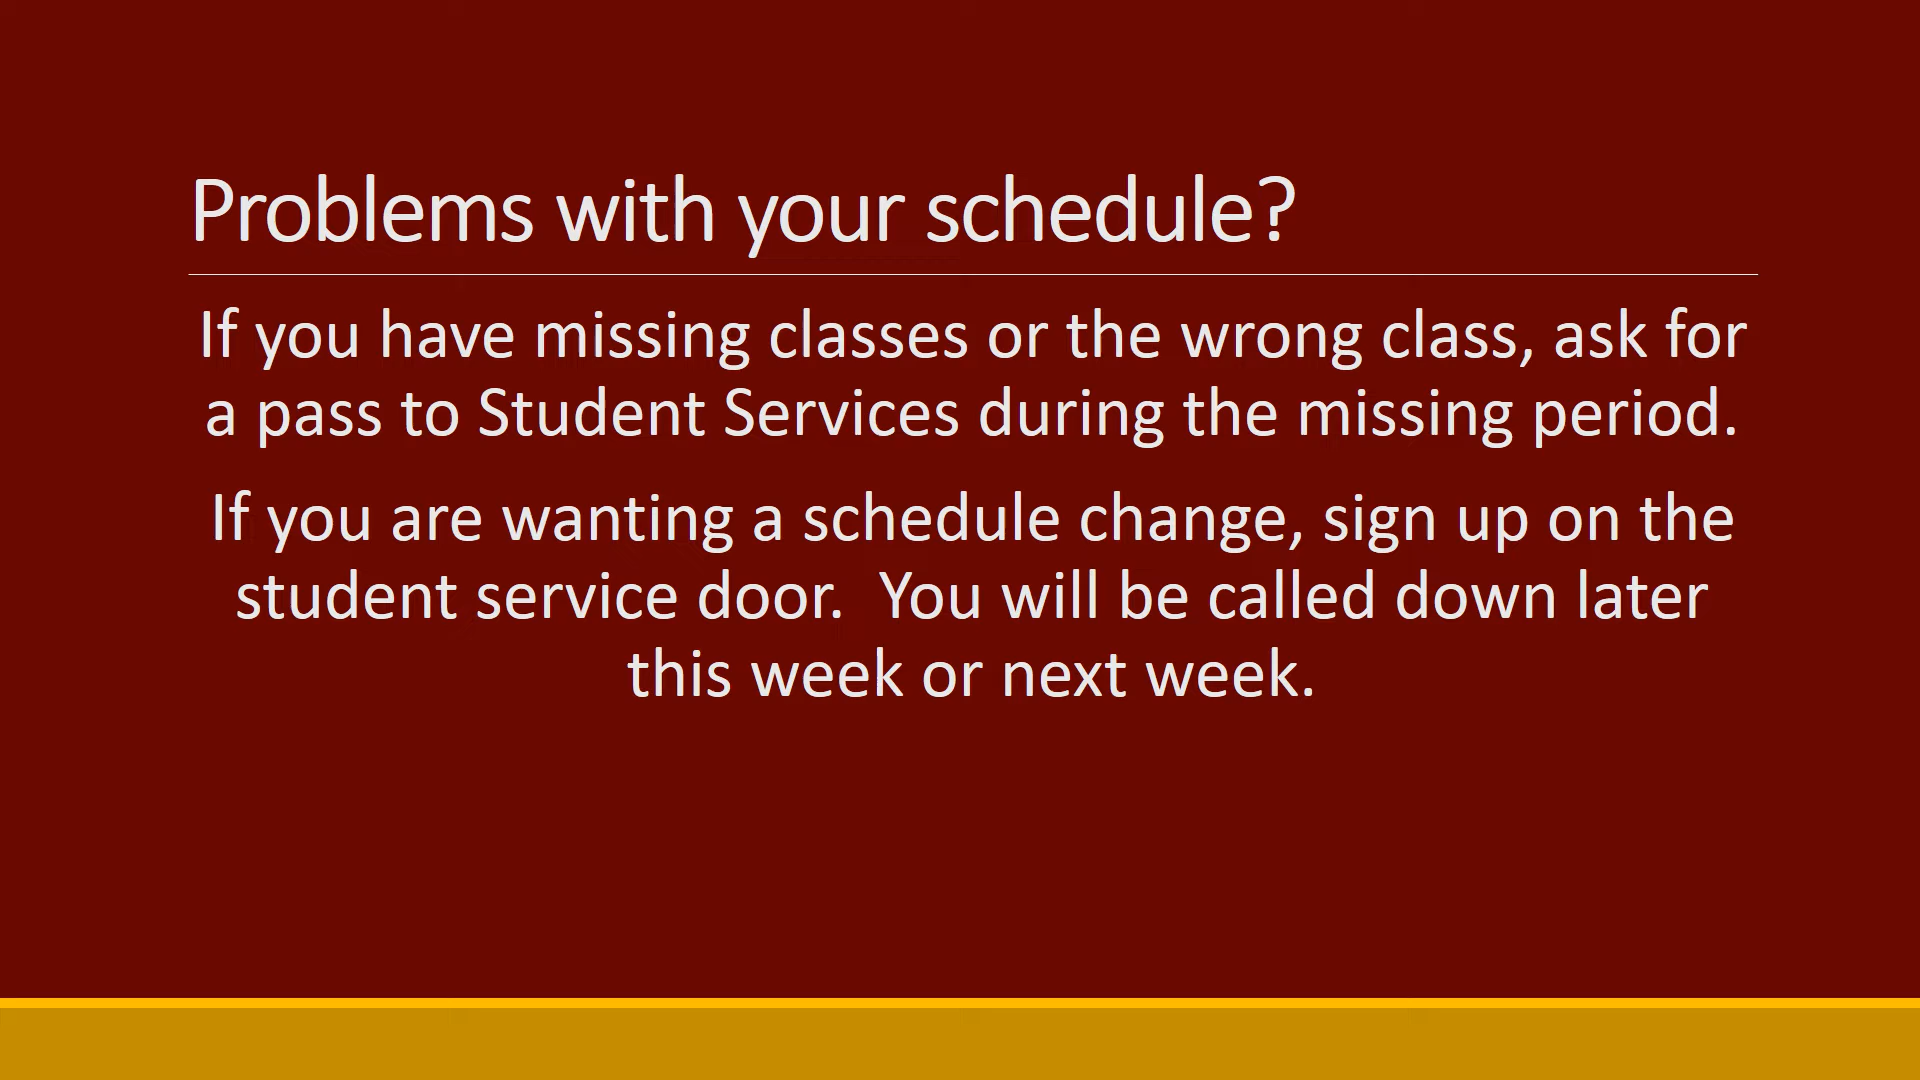 Problems with your schedule?
If you have missing classes or the wrong class, ask for
a pass to Student Services during the missing period.
If you are wanting a schedule change, sign up on the
student service door.  You will be called down later
this week or next week.